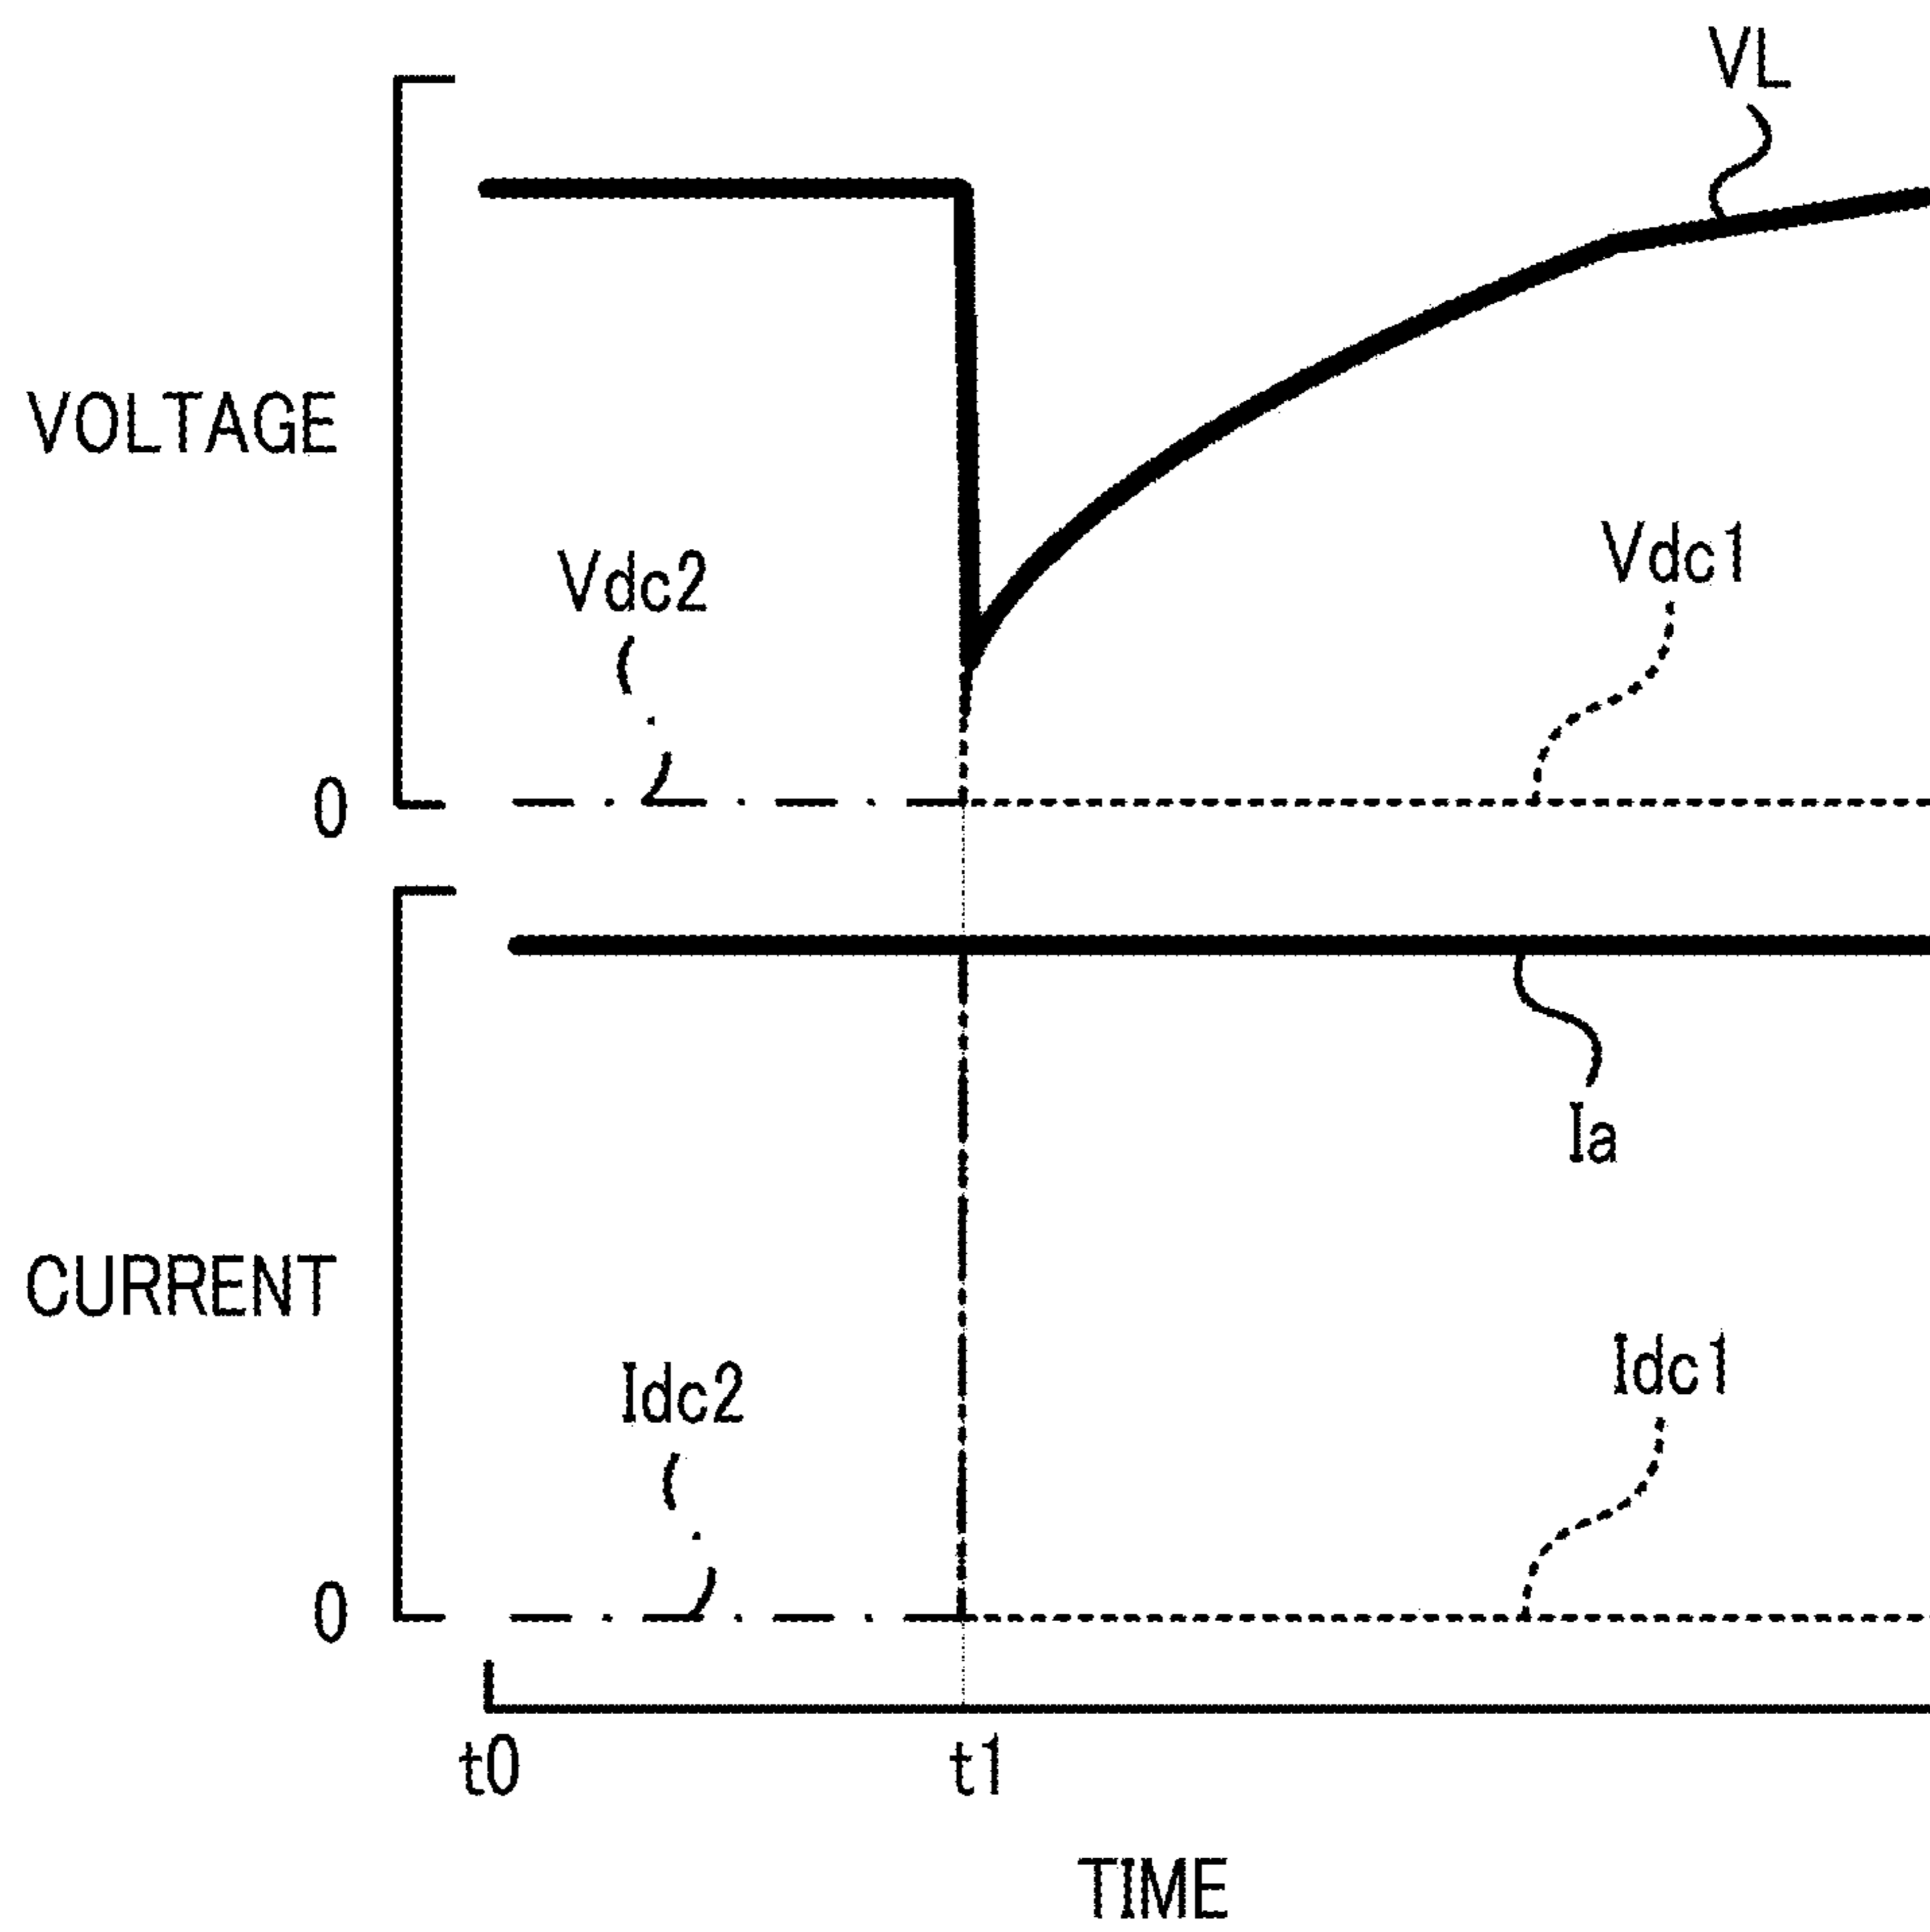 VL
VOLTAGE
Vdc2
Vdc1
0
Ia
CURRENT
Idc2
Idc1
0
t0
t1
TIME